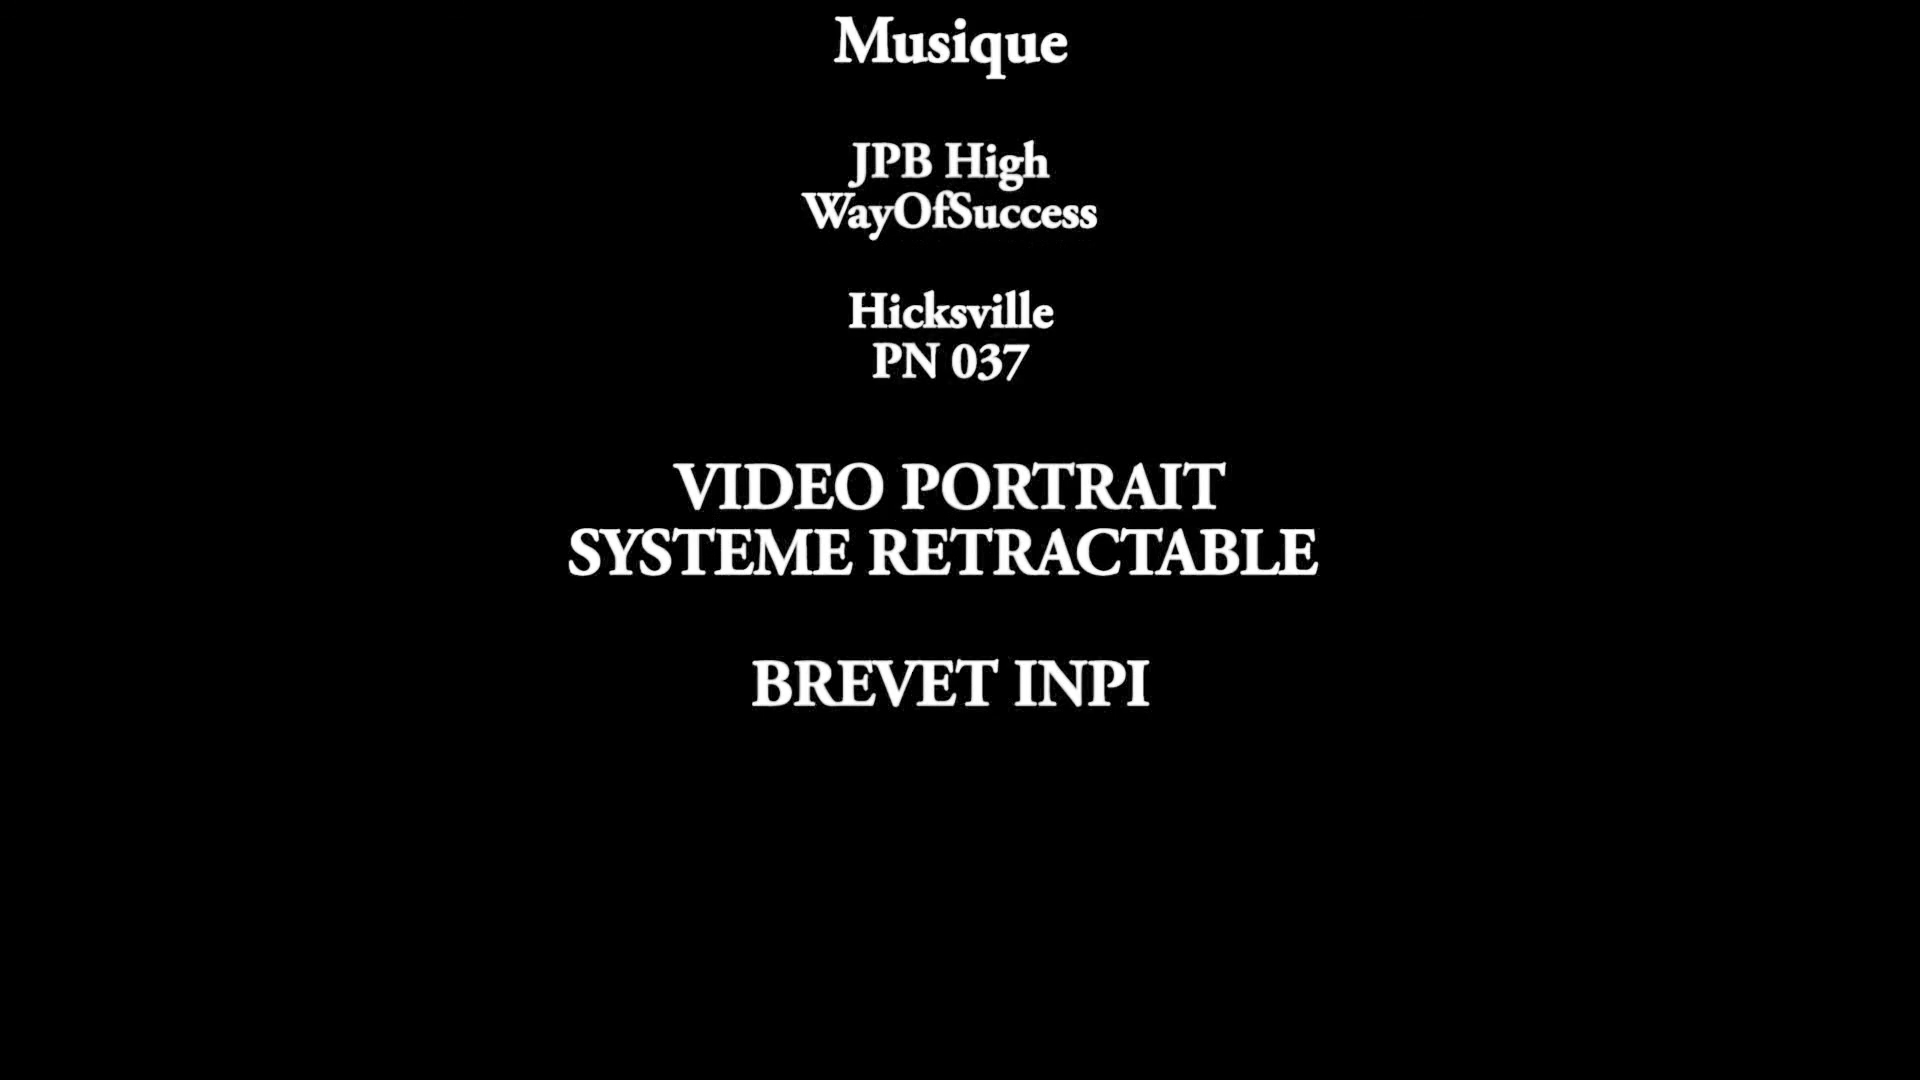 Musique
JPB High
WayOfSuccess
Hicksville
PN 037
VIDEO PORTRAIT
SYSTEME RETRACTABLE
BREVET INPI